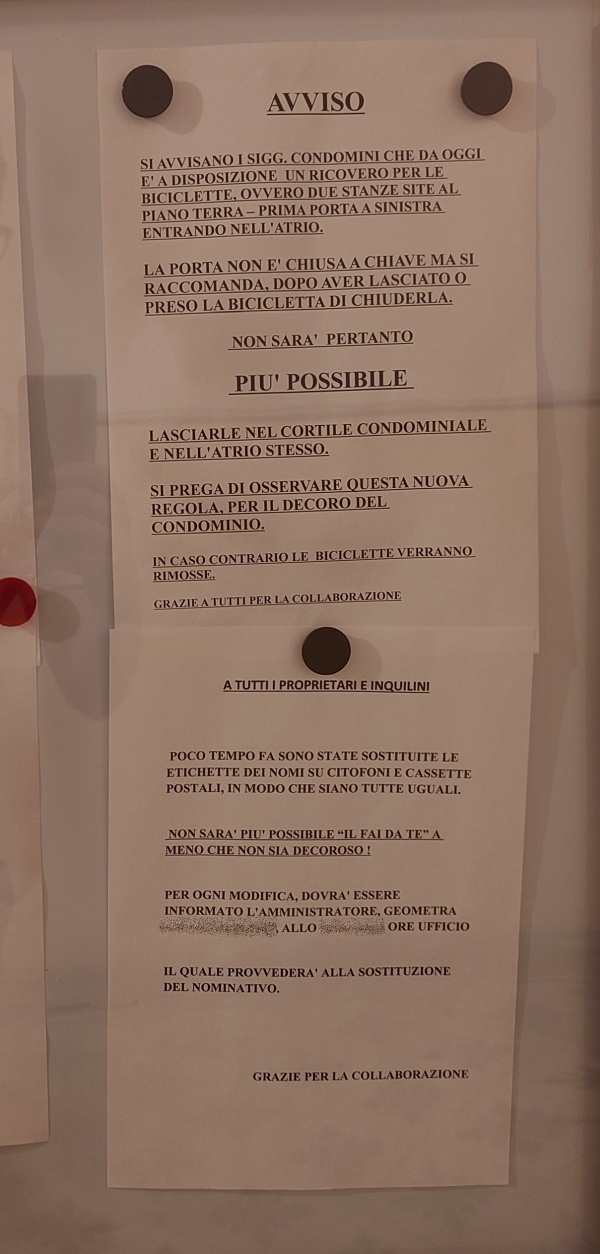 AVVISO
SI AVVISANO I SIGG. CONDOMINI CHE DA OGGI
E' A DISPOSIZIONE UN RICOVERO PER LE
BICICLETTE, OVVERO DUE STANZE SITE AL
PIANO TERRA – PRIMA PORTA A SINISTRA
ENTRANDO NELL'ATRIO.
LA PORTA NON E' CHIUSA A CHIAVE MA SI
RACCOMANDA, DOPO AVER LASCIATO O
PRESO LA BICICLETTA DI CHIUDERLA.
NON SARA' PERTANTO
PIU' POSSIBILE
LASCIARLE NEL CORTILE CONDOMINIALE
E NELL'ATRIO STESSO.
SI PREGA DI OSSERVARE QUESTA NUOVA
REGOLA, PER IL DECORO DEL
CONDOMINIO.
IN CASO CONTRARIO LE BICICLETTE VERRANNO
RIMOSSE.
GRAZIE A TUTTI PER LA COLLABORAZIONE
A TUTTI I PROPRIETARI E INQUILINI
POCO TEMPO FA SONO STATE SOSTITUITE LE
ETICHETTE DEI NOMI SU CITOFONI E CASSETTE
POSTALI, IN MODO CHE SIANO TUTTE UGUALI.
NON SARA' PIU' POSSIBILE “IL FAI DA TE” A
MENO CHE NON SIA DECOROSO !
PER OGNI MODIFICA, DOVRA' ESSERE
INFORMATO L'AMMINISTRATORE, GEOMETRA
, ALLO ORE UFFICIO
IL QUALE PROVVEDERA' ALLA SOSTITUZIONE
DEL NOMINATIVO.
GRAZIE PER LA COLLABORAZIONE